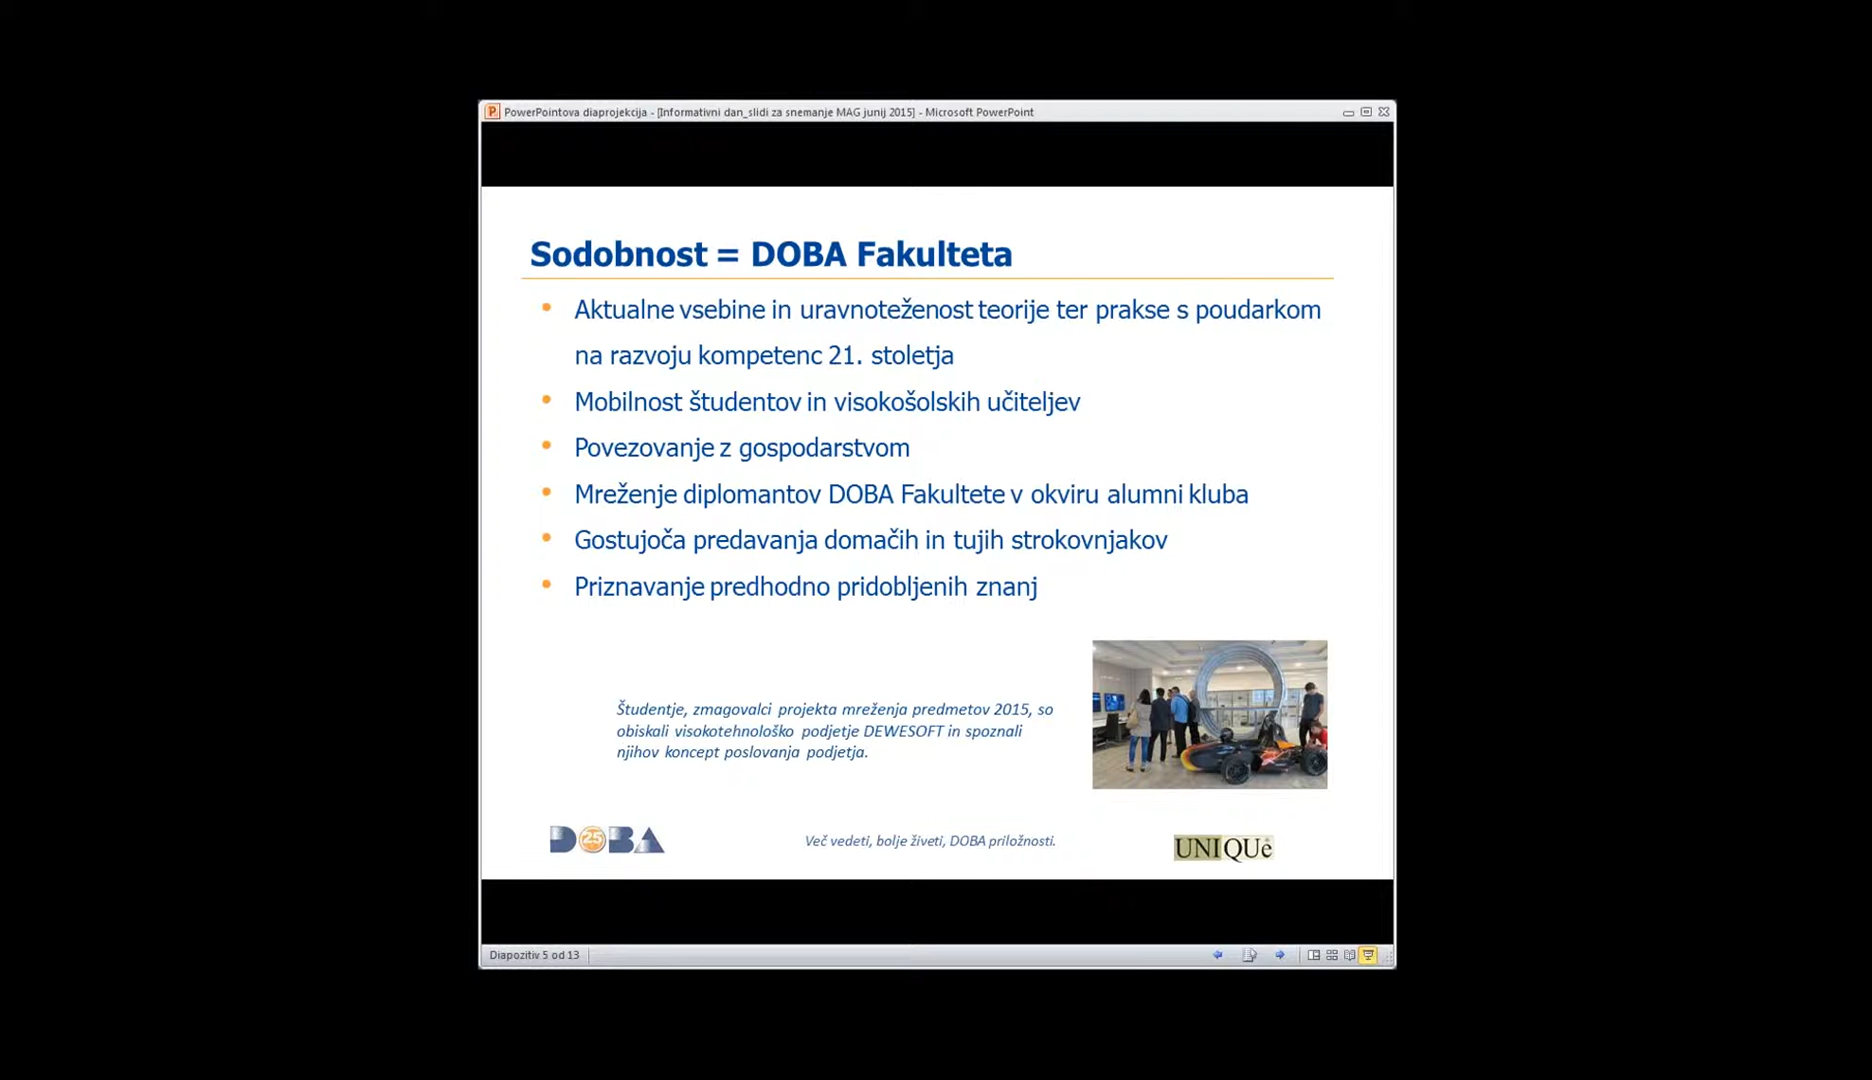 PowerPointova diaprojekcija - [Informativni dan_slidi za snemanje MAG junij 2015] - Microsoft PowerPoint
Sodobnost = DOBA Fakulteta
• Aktualne vsebine in uravnoteženost teorije ter prakse s poudarkom
na razvoju kompetenc 21. stoletja
• Mobilnost študentov in visokošolskih učiteljev
• Povezovanje z gospodarstvom
• Mreženje diplomantov DOBA Fakultete v okviru alumni kluba
• Gostujoča predavanja domačih in tujih strokovnjakov
• Priznavanje predhodno pridobljenih znanj
Študentje, zmagovalci projekta mreženja predmetov 2015, so
obiskali visokotehnološko podjetje DEWESOFT in spoznali
njihov koncept poslovanja podjetja.
DOBA 25
Več vedeti, bolje živeti, DOBA priložnosti.
UNIQUė
Diapozitiv 5 od 13